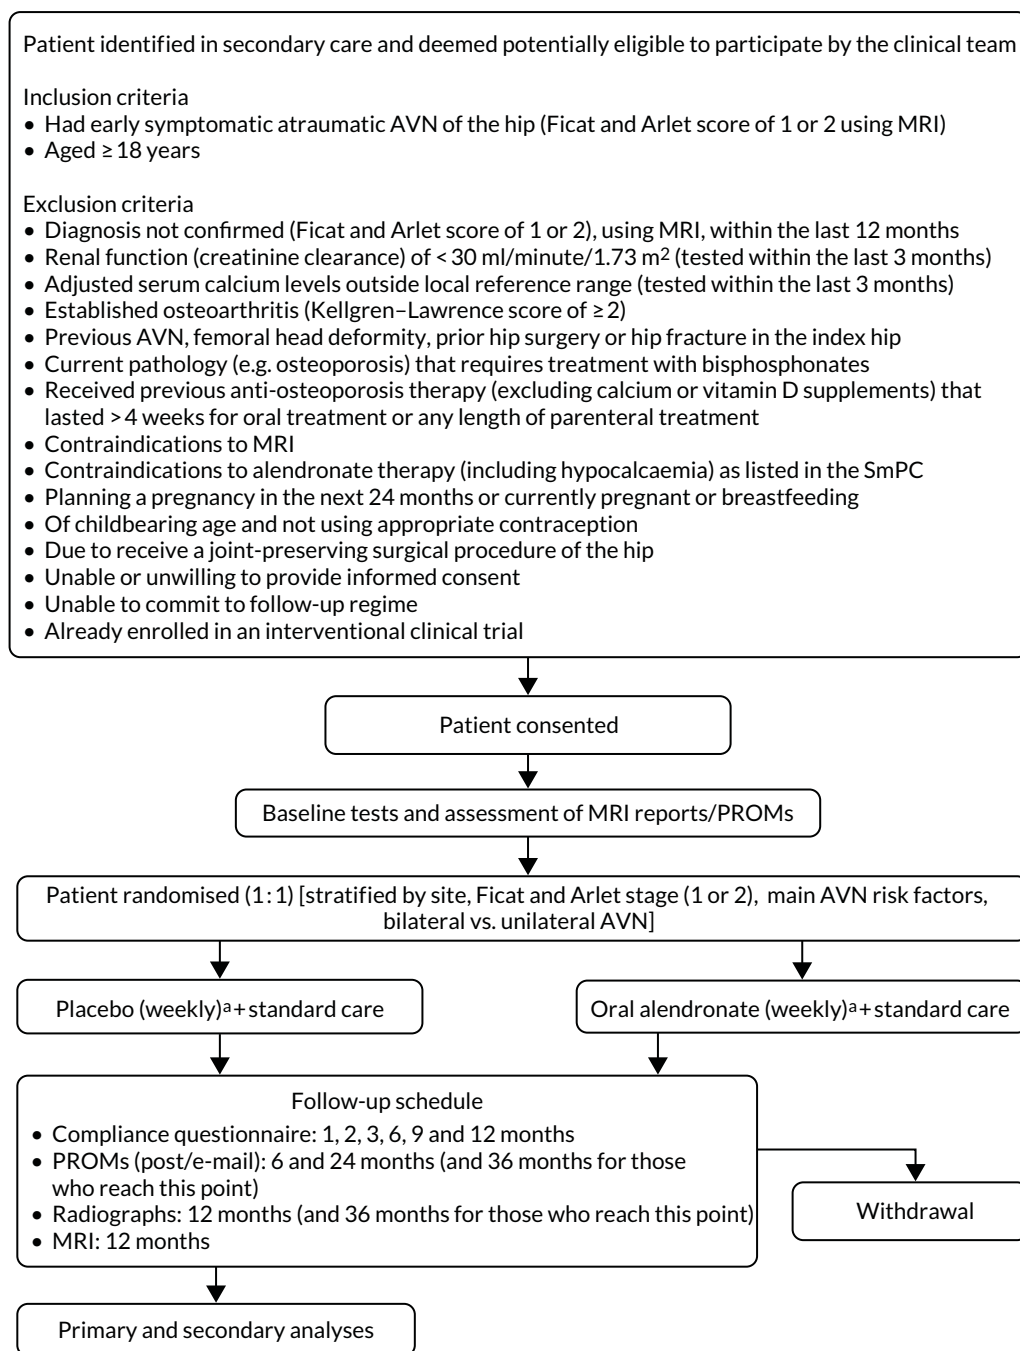 Patient identified in secondary care and deemed potentially eligible to participate by the clinical team
Inclusion criteria
• Had early symptomatic atraumatic AVN of the hip (Ficat and Arlet score of 1 or 2 using MRI)
• Aged ≥ 18 years
Exclusion criteria
• Diagnosis not confirmed (Ficat and Arlet score of 1 or 2), using MRI, within the last 12 months
• Renal function (creatinine clearance) of < 30 ml/minute/1.73 m² (tested within the last 3 months)
• Adjusted serum calcium levels outside local reference range (tested within the last 3 months)
• Established osteoarthritis (Kellgren–Lawrence score of ≥ 2)
• Previous AVN, femoral head deformity, prior hip surgery or hip fracture in the index hip
• Current pathology (e.g. osteoporosis) that requires treatment with bisphosphonates
• Received previous anti-osteoporosis therapy (excluding calcium or vitamin D supplements) that
lasted > 4 weeks for oral treatment or any length of parenteral treatment
• Contraindications to MRI
• Contraindications to alendronate therapy (including hypocalcaemia) as listed in the SmPC
• Planning a pregnancy in the next 24 months or currently pregnant or breastfeeding
• Of childbearing age and not using appropriate contraception
• Due to receive a joint-preserving surgical procedure of the hip
• Unable or unwilling to provide informed consent
• Unable to commit to follow-up regime
• Already enrolled in an interventional clinical trial
Patient consented
Baseline tests and assessment of MRI reports/PROMs
Patient randomised (1 : 1) [stratified by site, Ficat and Arlet stage (1 or 2), main AVN risk factors,
bilateral vs. unilateral AVN]
Placebo (weekly)ᵃ + standard care
Oral alendronate (weekly)ᵃ + standard care
Follow-up schedule
• Compliance questionnaire: 1, 2, 3, 6, 9 and 12 months
• PROMs (post/e-mail): 6 and 24 months (and 36 months for those
who reach this point)
• Radiographs: 12 months (and 36 months for those who reach this point)
• MRI: 12 months
Withdrawal
Primary and secondary analyses